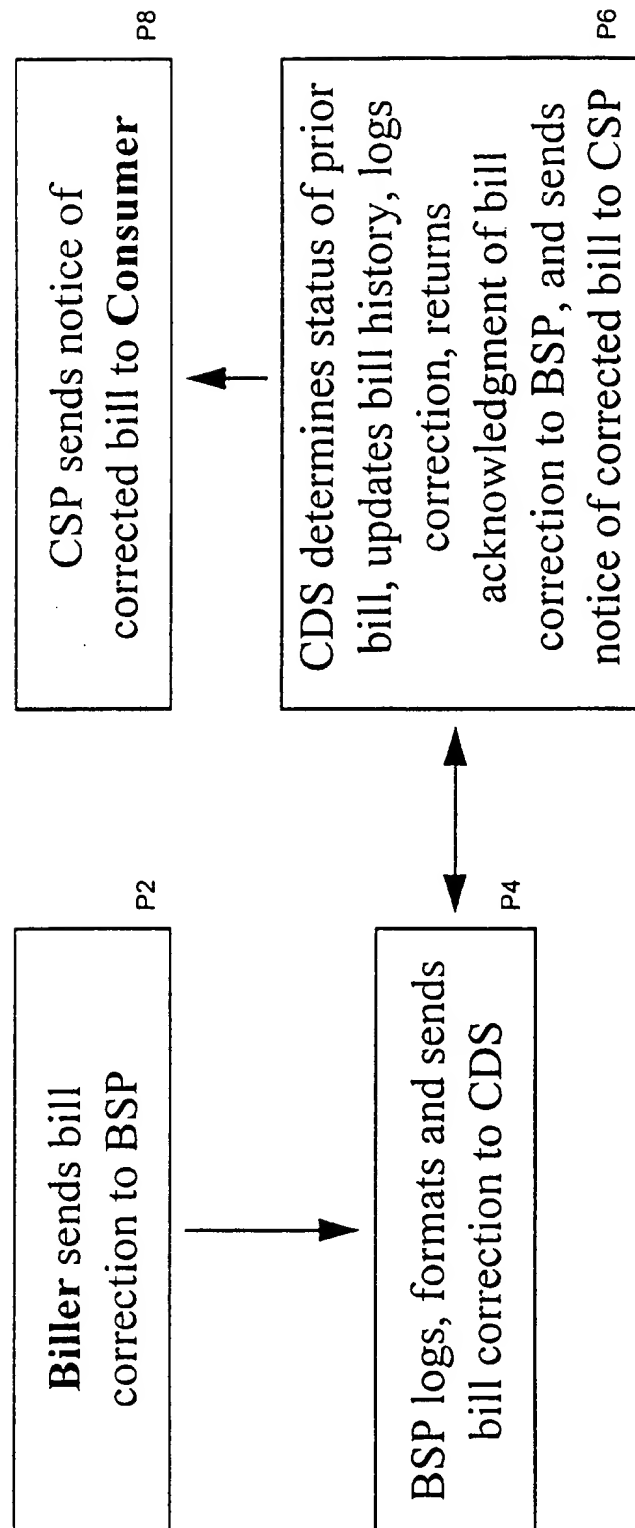 Biller sends bill
correction to BSP
P2
BSP logs, formats and sends
bill correction to CDS
P4
CDS determines status of prior
bill, updates bill history, logs
correction, returns
acknowledgment of bill
correction to BSP, and sends
notice of corrected bill to CSP
P6
CSP sends notice of
corrected bill to Consumer
P8